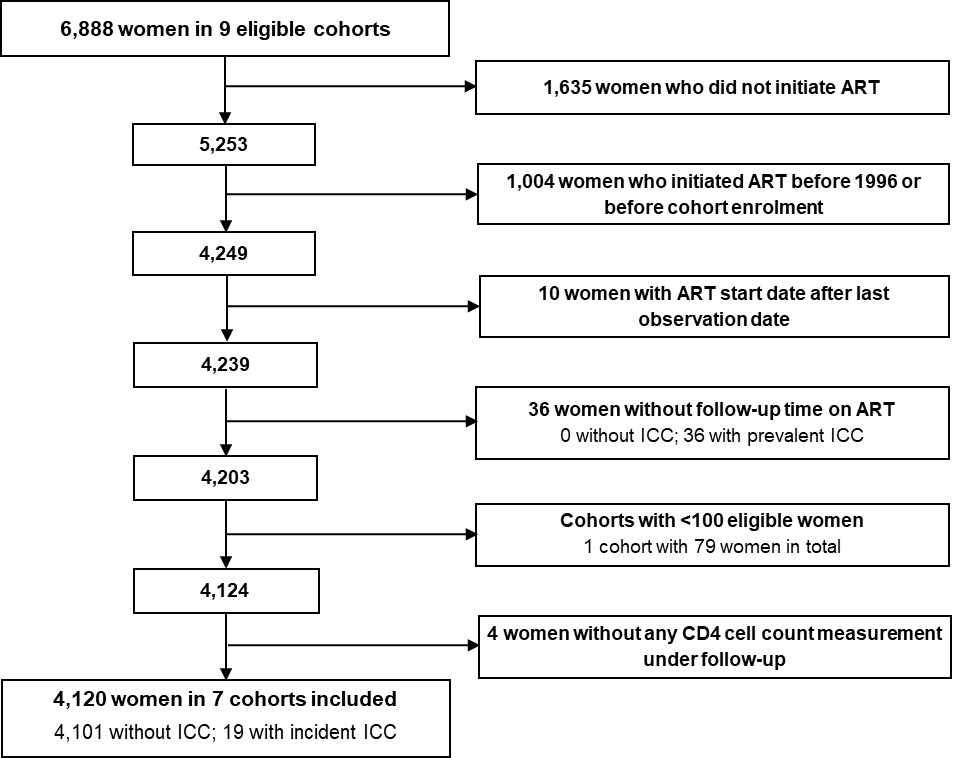 6,888 women in 9 eligible cohorts
1,635 women who did not initiate ART
5,253
1,004 women who initiated ART before 1996 or
before cohort enrolment
4,249
10 women with ART start date after last
observation date
4,239
36 women without follow-up time on ART
0 without ICC; 36 with prevalent ICC
4,203
Cohorts with <100 eligible women
1 cohort with 79 women in total
4,124
4 women without any CD4 cell count measurement
under follow-up
4,120 women in 7 cohorts included
4,101 without ICC; 19 with incident ICC